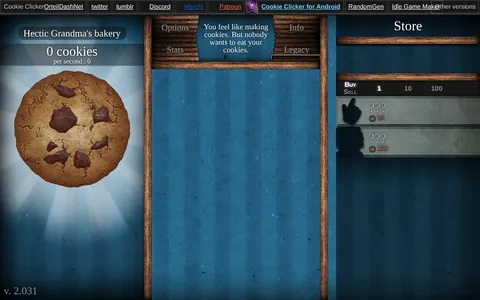 Cookie Clicker OrteilDashNet twitter tumblr Discord Merch! Patreon Cookie Clicker for Android RandomGen Idle Game Maker Other versions
Hectic Grandma's bakery
0 cookies
per second : 0
Options
Stats
You feel like making
cookies. But nobody
wants to eat your
cookies.
Info
Legacy
Store
Buy
Sell
1 10 100
???
???
v. 2.031